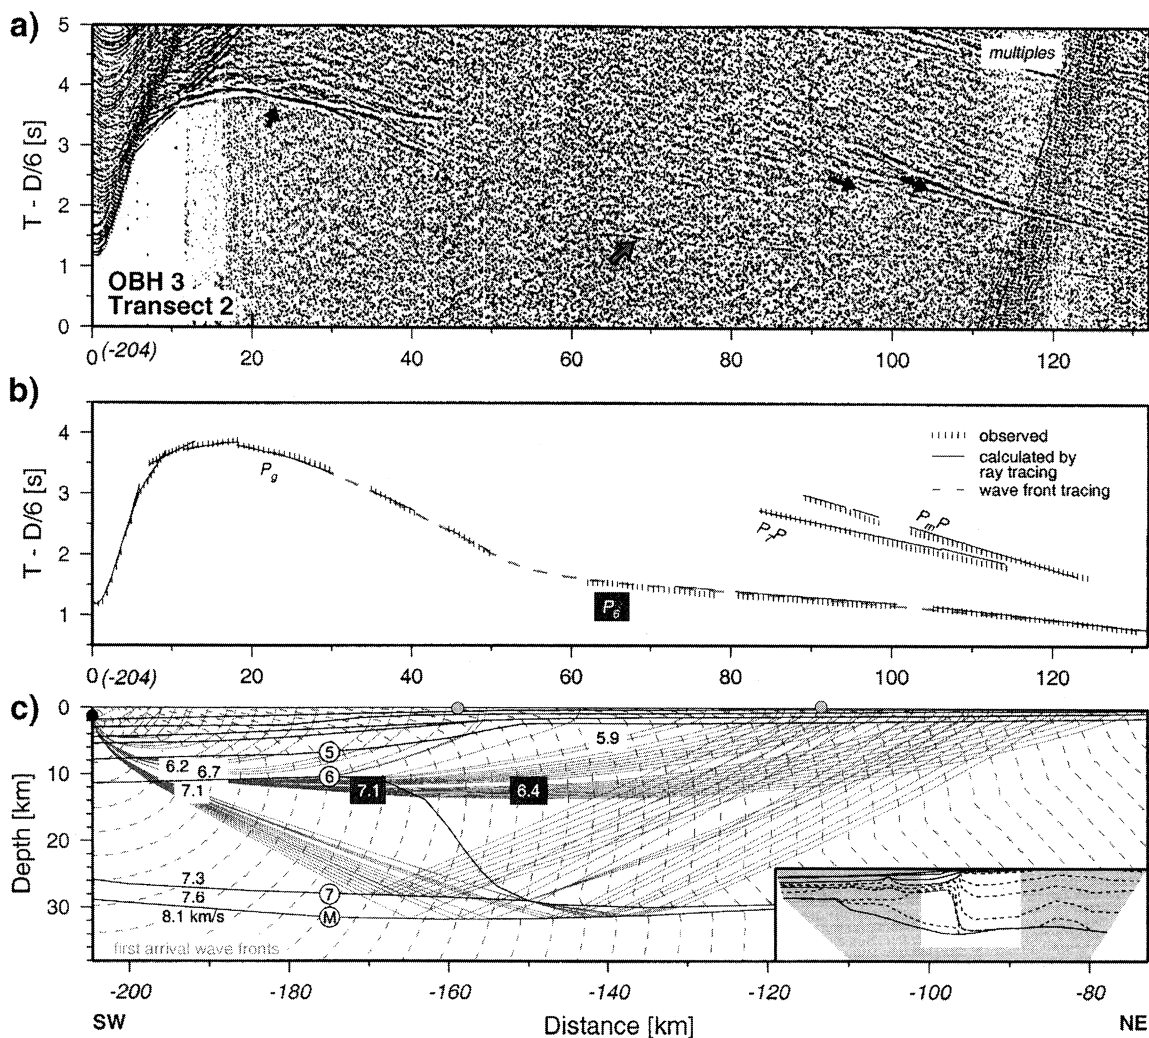 a)
5
4
3
2
1
0
T - D/6 [s]
multiples
OBH 3
Transect 2
0 (-204) 20 40 60 80 100 120
b)
4
3
2
1
T - D/6 [s]
observed
calculated by
ray tracing
wave front tracing
Pg
PmP
P7P
P6
0 (-204) 20 40 60 80 100 120
c)
0
10
20
30
Depth [km]
5.9
5
6.2 6.7
6
7.1
7.1
6.4
7.3
7
7.6
8.1 km/s
M
first arrival wave fronts
-200 -180 -160 -140 -120 -100 -80
SW
Distance [km]
NE